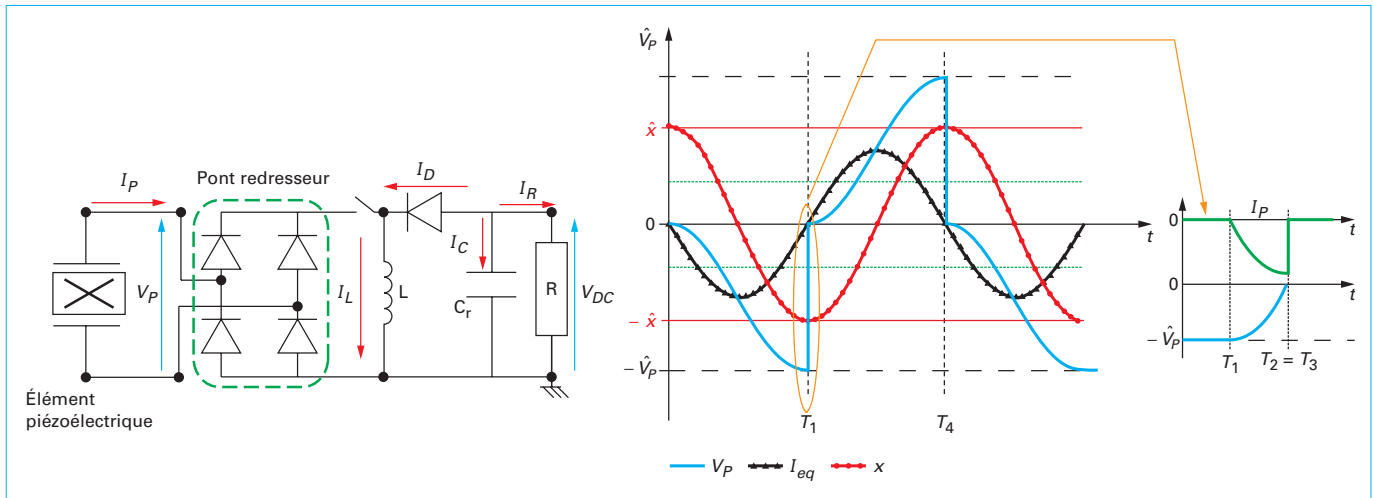 I_P
Pont redresseur
I_D
I_R
V_P
I_L
L
I_C
C_r
R
V_DC
Élément
piézoélectrique
V̂_P
x̂
0
– x̂
– V̂_P
t
T_1
T_4
V_P
I_eq
x
I_P
0
t
0
t
– V̂_P
T_1
T_2 = T_3